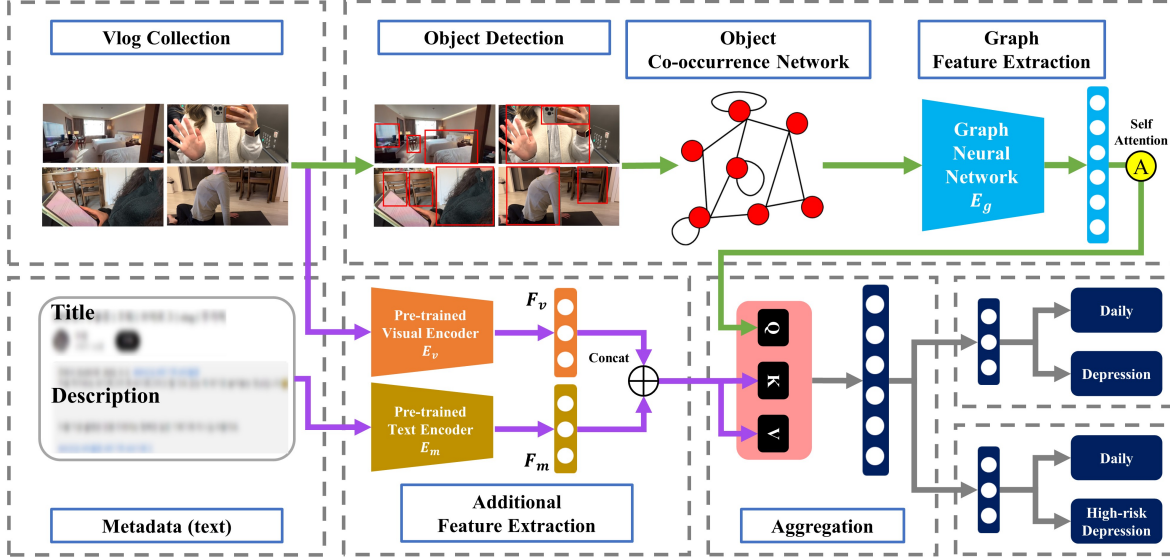 Vlog Collection
Object Detection
Object
Co-occurrence Network
Graph
Feature Extraction
Graph
Neural
Network
E_g
Self
Attention
A
Title
Description
Metadata (text)
Pre-trained
Visual Encoder
E_v
F_v
Pre-trained
Text Encoder
E_m
F_m
Concat
Additional
Feature Extraction
Q
K
V
Aggregation
Daily
Depression
Daily
High-risk
Depression